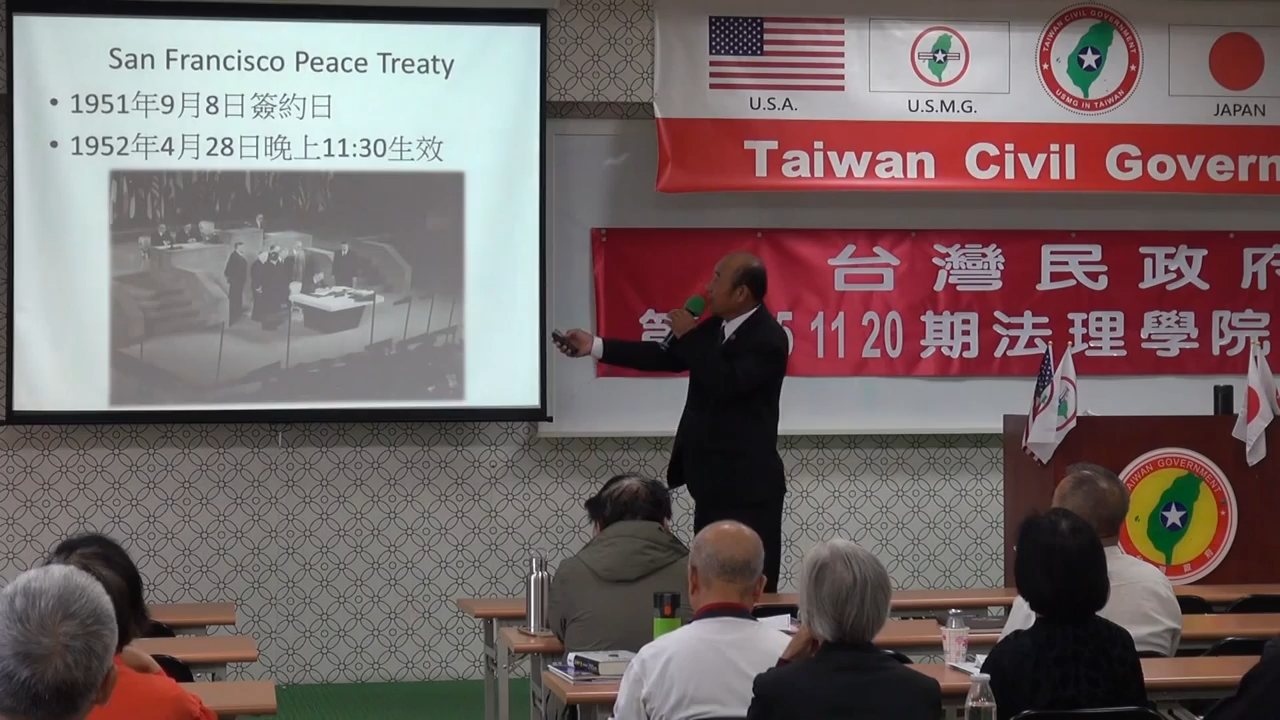 San Francisco Peace Treaty
• 1951年9月8日簽約日
• 1952年4月28日晚上11:30生效
U.S.A.
U.S.M.G.
TAIWAN CIVIL GOVERNMENT
USMG IN TAIWAN
JAPAN
Taiwan Civil Govern
台灣民政府
5 11 20 期法理學院
TAIWAN GOVERNMENT